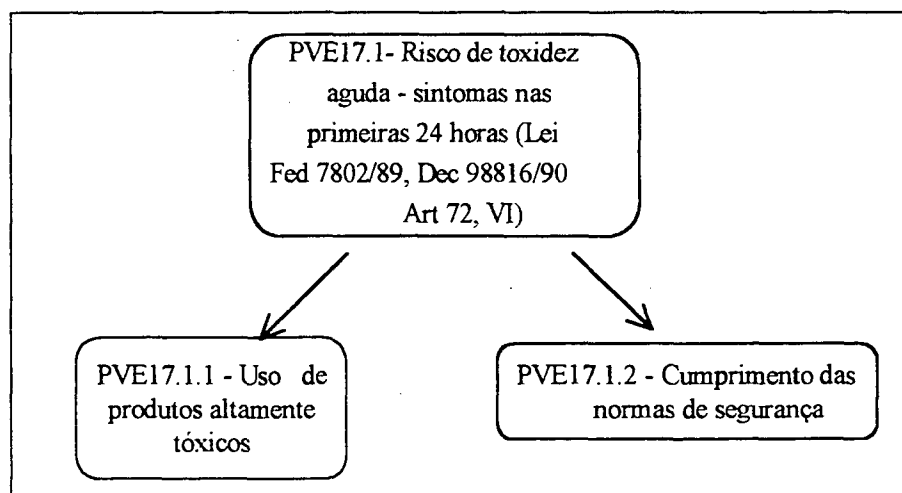 PVE17.1- Risco de toxidez
aguda - sintomas nas
primeiras 24 horas (Lei
Fed 7802/89, Dec 98816/90
Art 72, VI)
PVE17.1.1 - Uso de
produtos altamente
tóxicos
PVE17.1.2 - Cumprimento das
normas de segurança